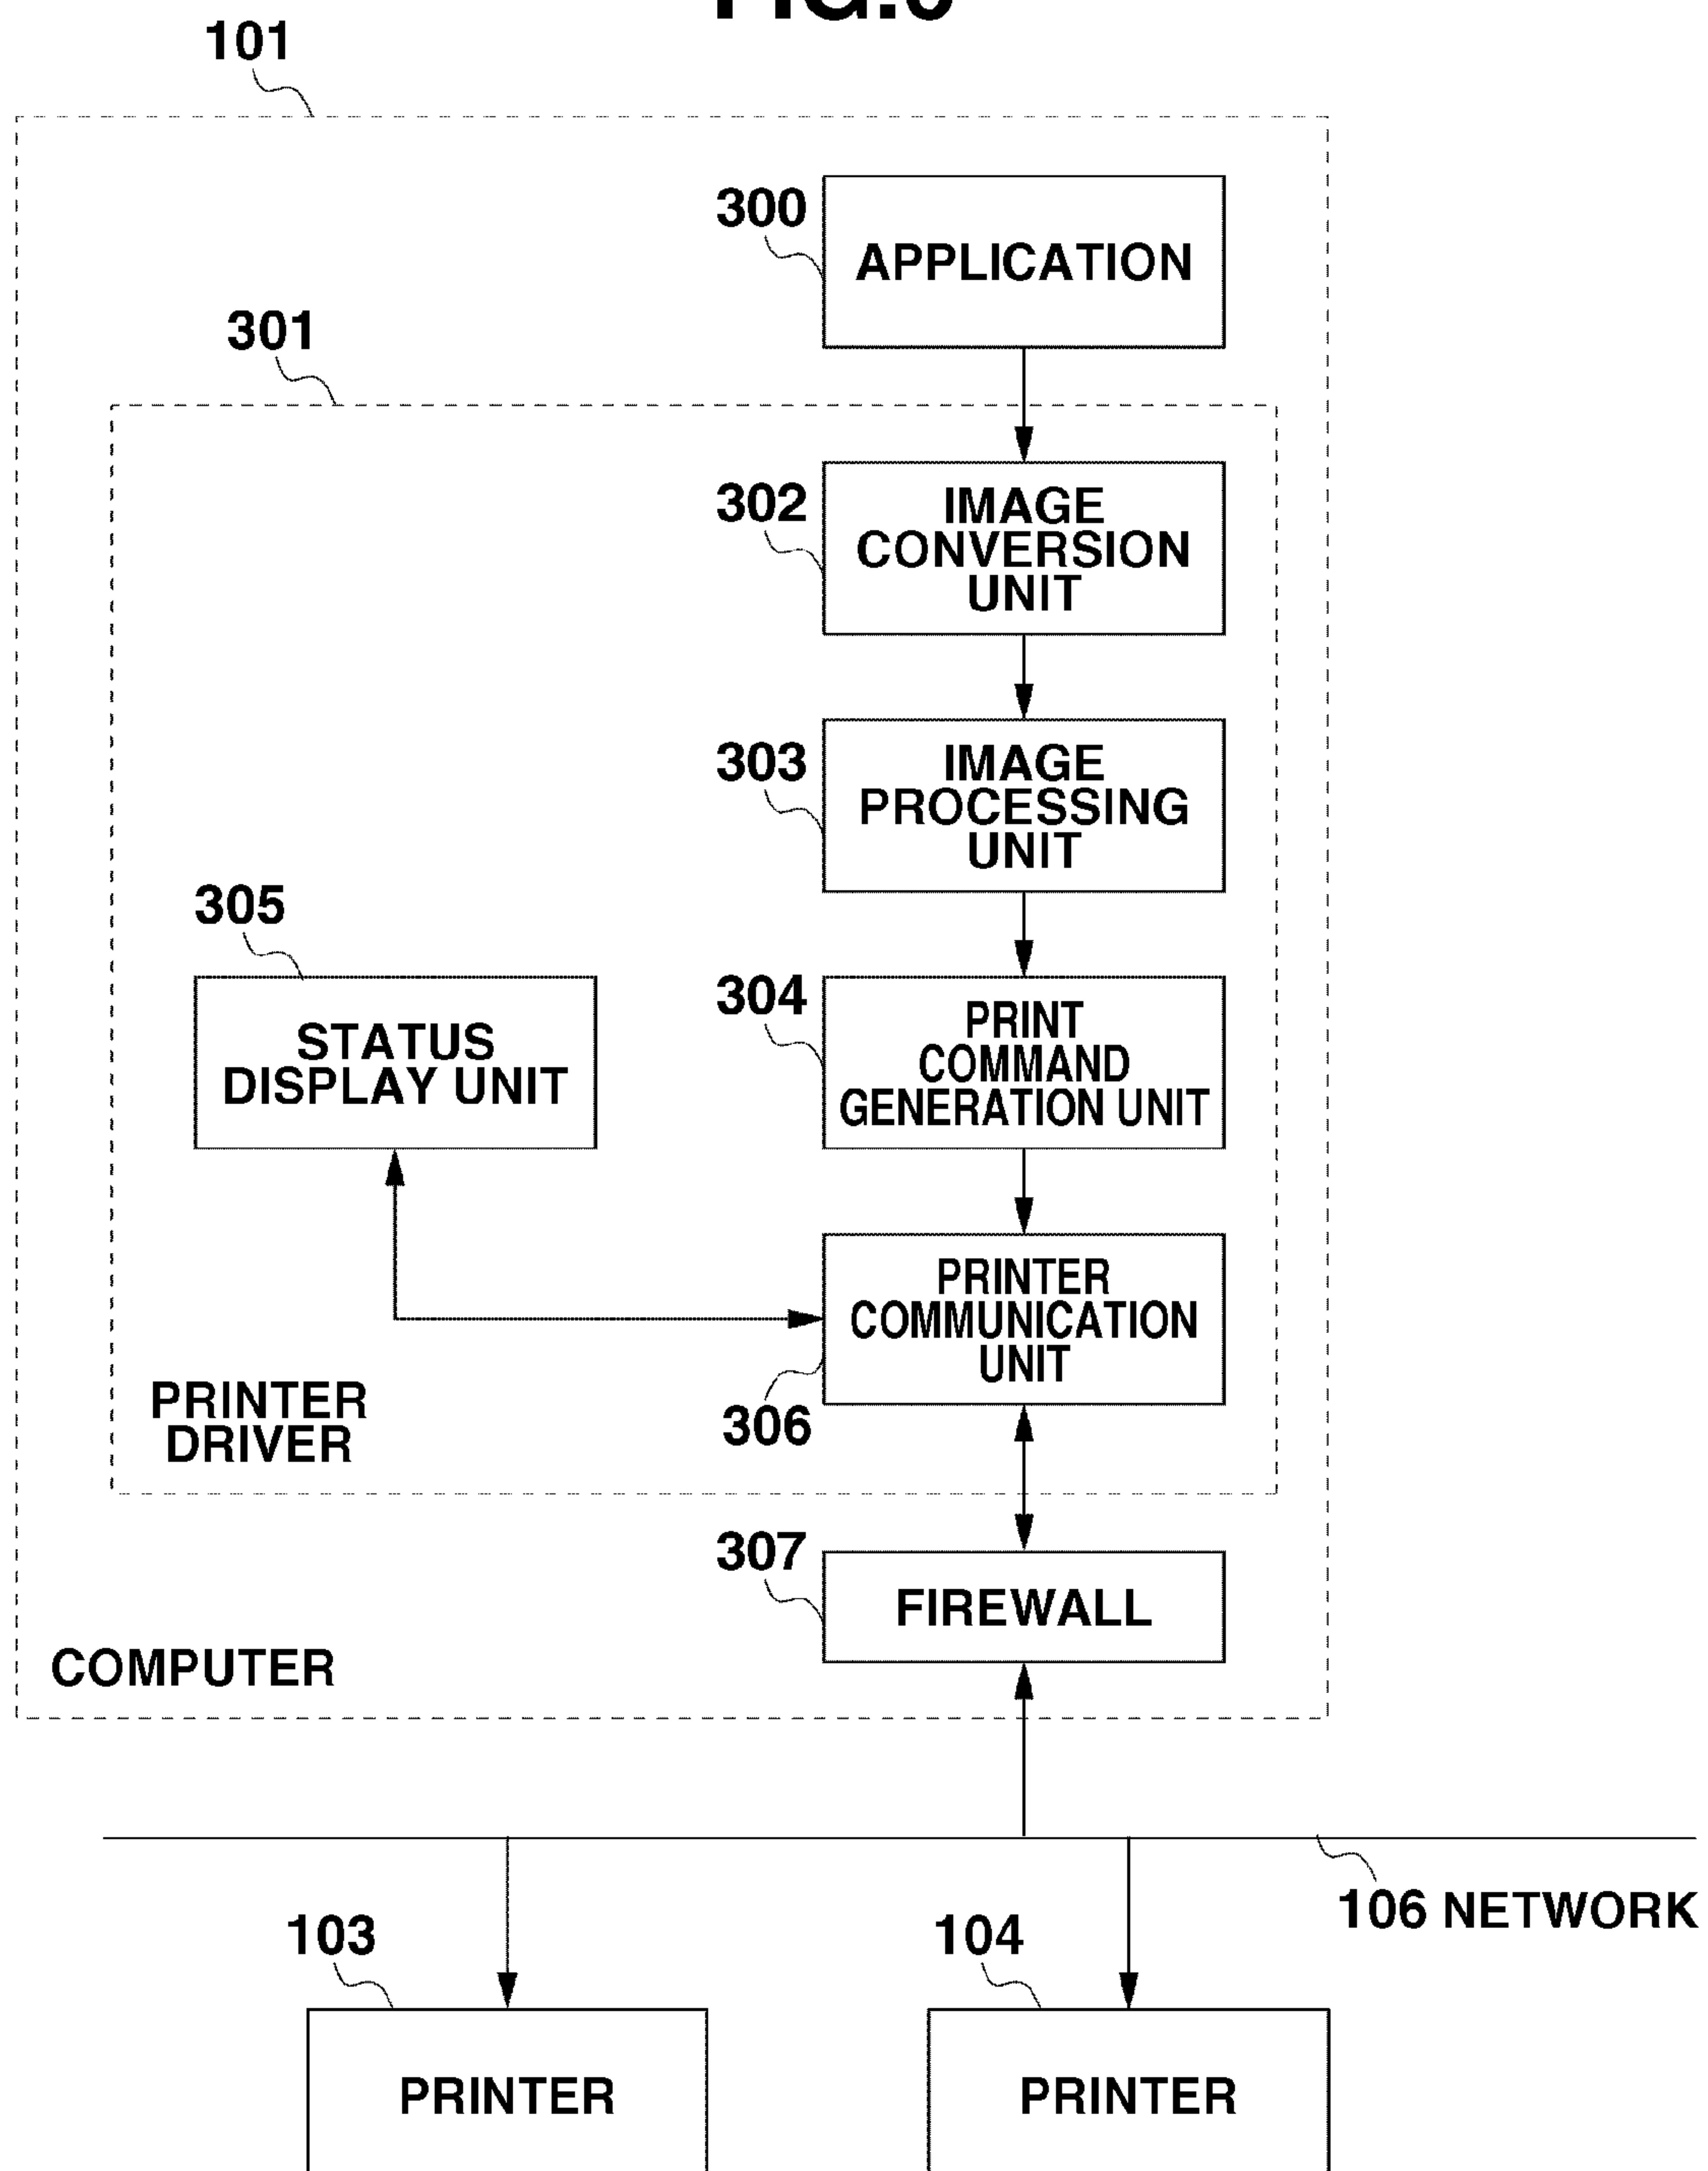 101
300
APPLICATION
301
302
IMAGE
CONVERSION
UNIT
303
IMAGE
PROCESSING
UNIT
305
STATUS
DISPLAY UNIT
304
PRINT
COMMAND
GENERATION UNIT
PRINTER
COMMUNICATION
UNIT
306
PRINTER
DRIVER
307
FIREWALL
COMPUTER
106 NETWORK
103
PRINTER
104
PRINTER